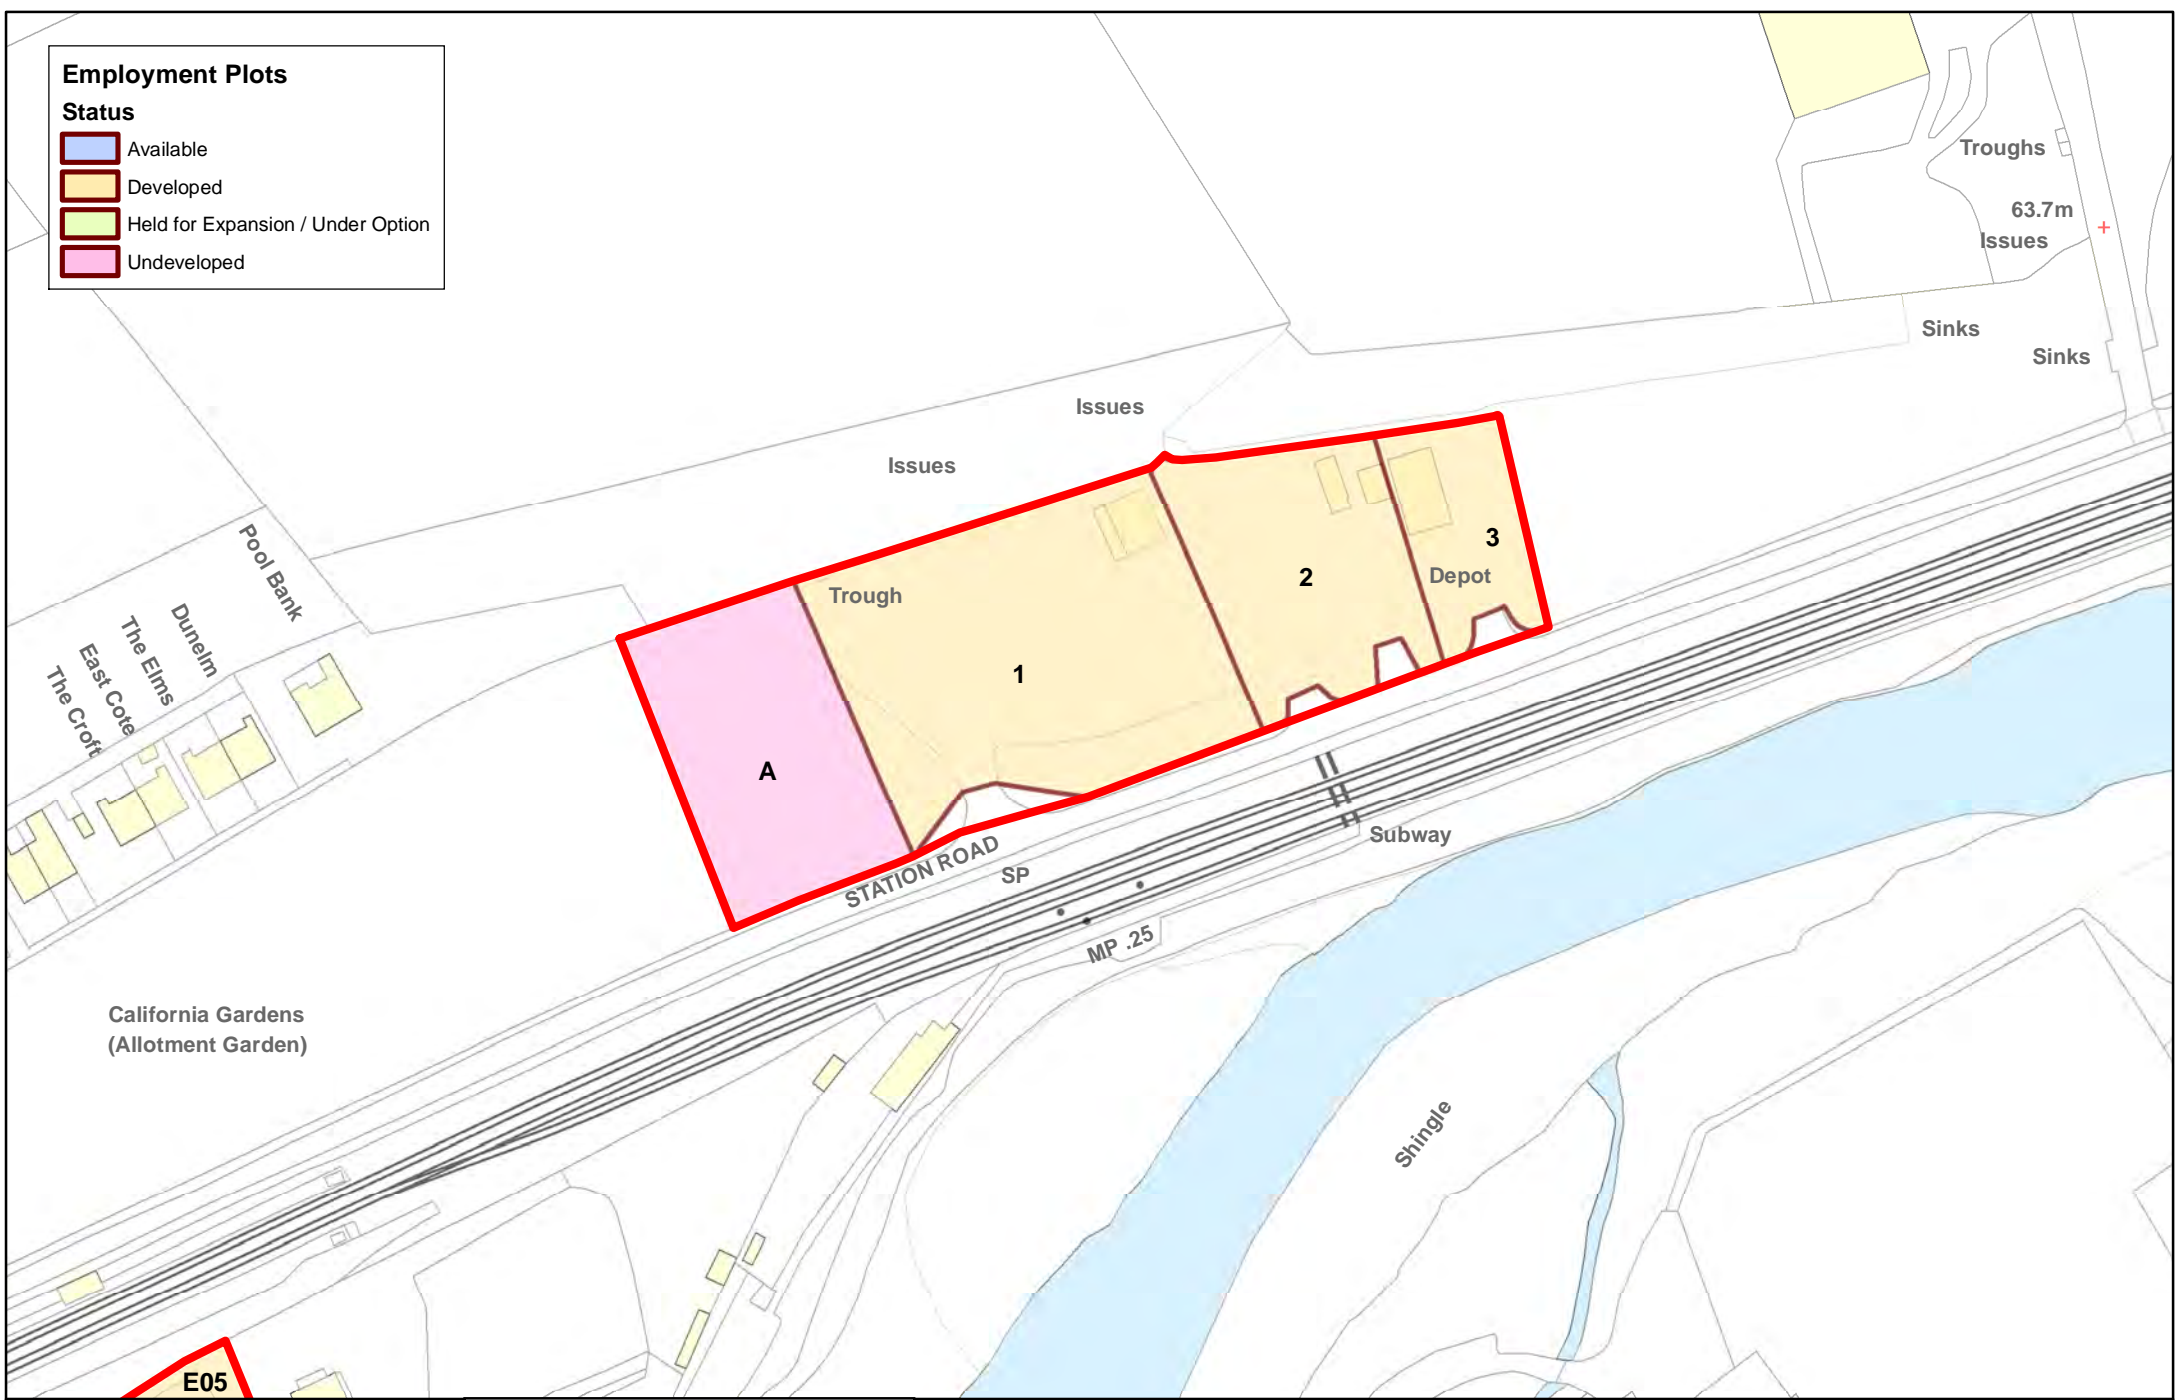 Employment Plots
Status
Available
Developed
Held for Expansion / Under Option
Undeveloped
Troughs
63.7m
Issues
Sinks
Sinks
Issues
Issues
Pool Bank
Dunelm
The Elms
East Cote
The Croft
Trough
1
2
3
Depot
A
STATION ROAD
SP
Subway
MP .25
California Gardens
(Allotment Garden)
Shingle
E05